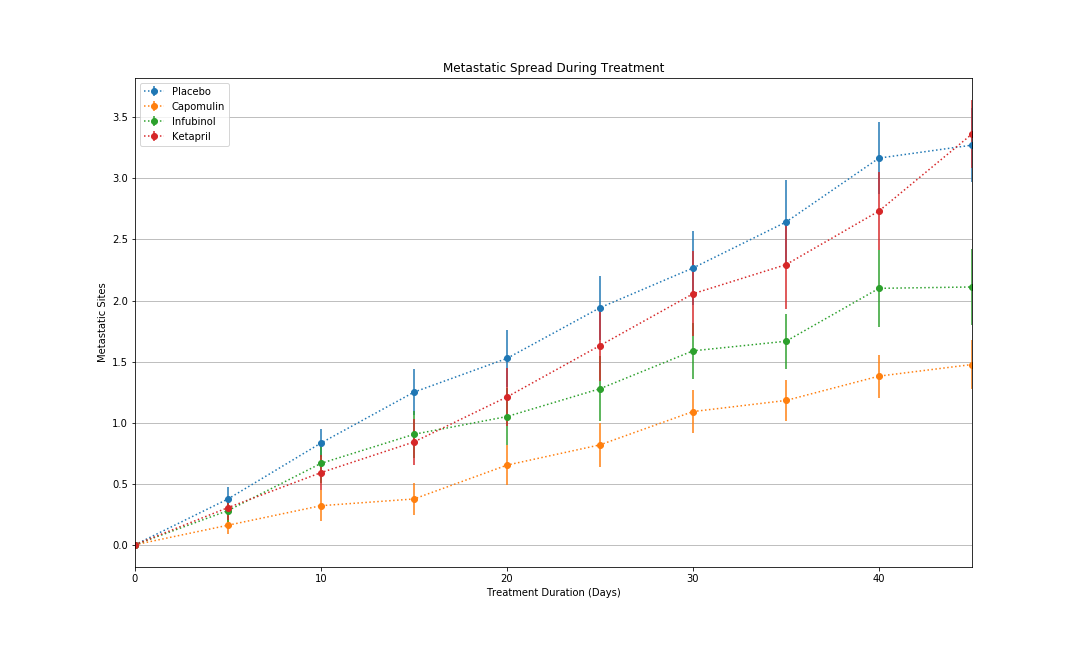 Metastatic Spread During Treatment
Placebo
Capomulin
Infubinol
Ketapril
3.5
3.0
2.5
2.0
1.5
1.0
0.5
0.0
Metastatic Sites
0 10 20 30 40
Treatment Duration (Days)